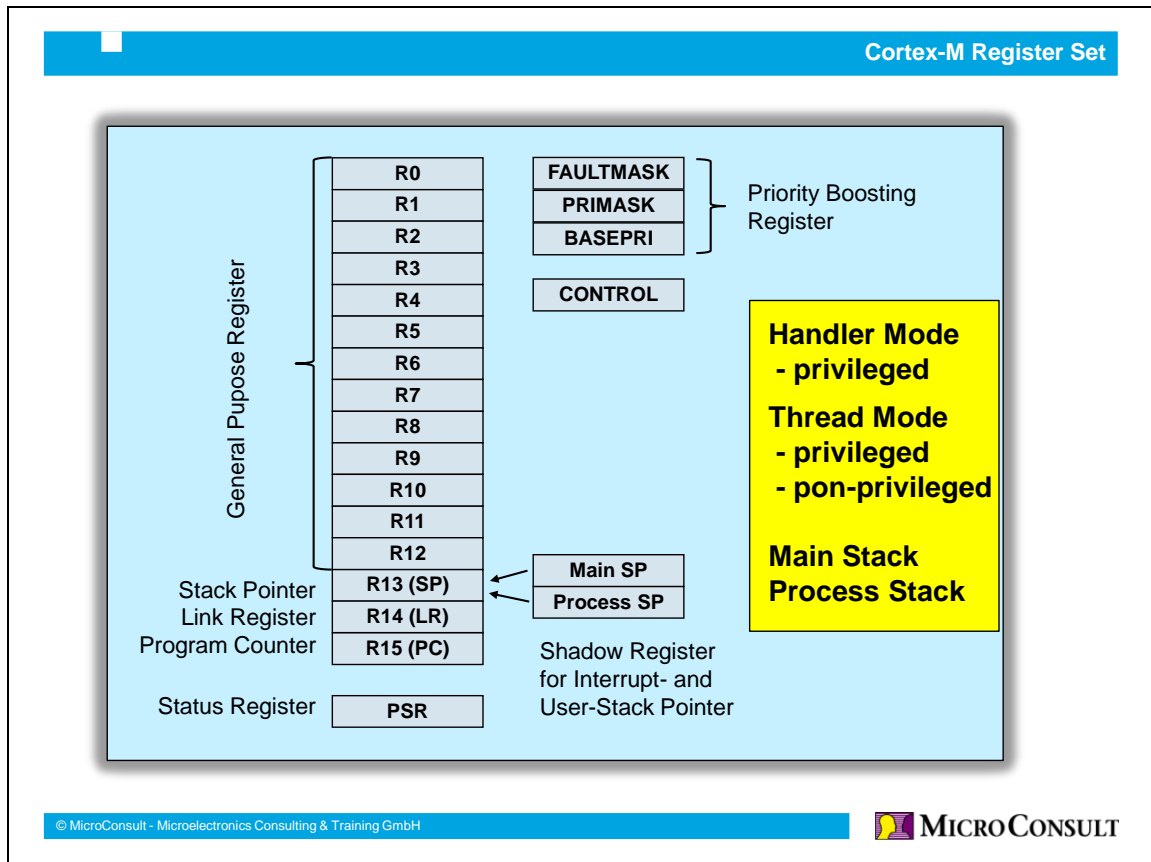 Cortex-M Register Set
General Pupose Register
R0
R1
R2
R3
R4
R5
R6
R7
R8
R9
R10
R11
R12
Stack Pointer
R13 (SP)
Link Register
R14 (LR)
Program Counter
R15 (PC)
Status Register
PSR
FAULTMASK
PRIMASK
BASEPRI
Priority Boosting
Register
CONTROL
Main SP
Process SP
Shadow Register
for Interrupt- and
User-Stack Pointer
Handler Mode
- privileged
Thread Mode
- privileged
- pon-privileged
Main Stack
Process Stack
© MicroConsult - Microelectronics Consulting & Training GmbH
MICROCONSULT